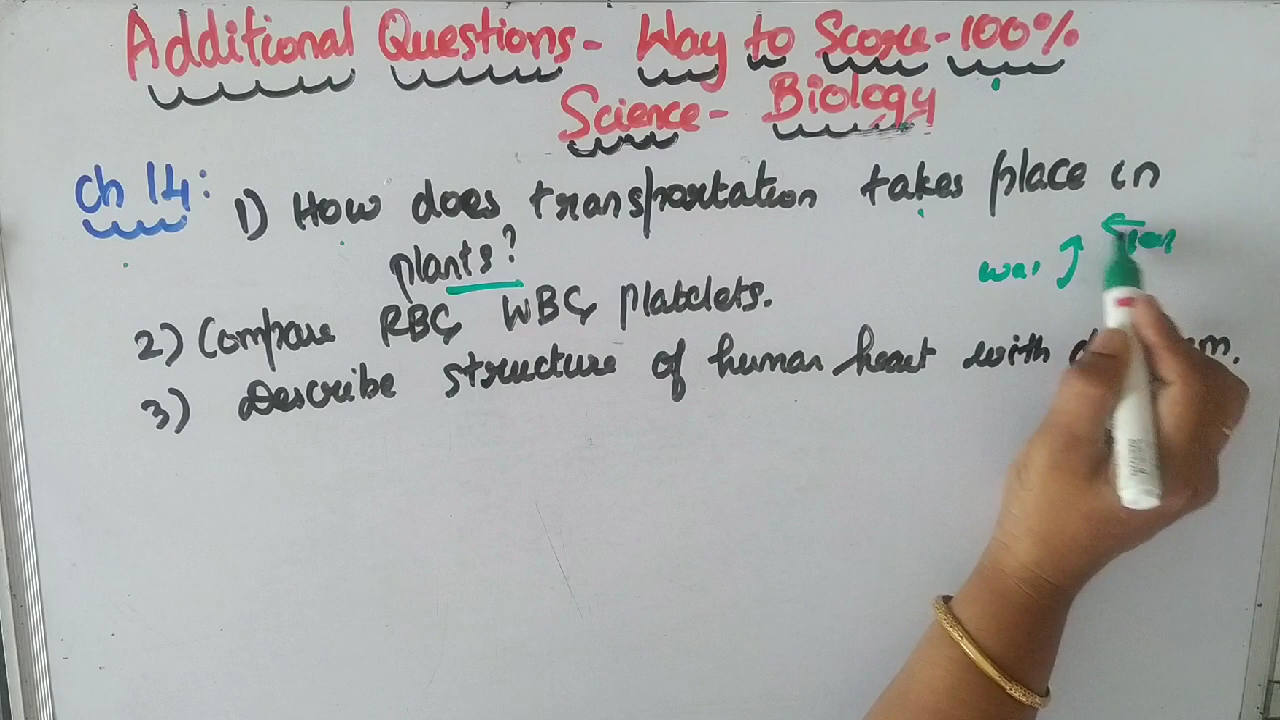 Additional Questions - Way to Score - 100%
Science - Biology
Ch 14: 1) How does transportation takes place in
plants?
2) Compare RBC, WBC, platelets.
3) Describe structure of human heart with